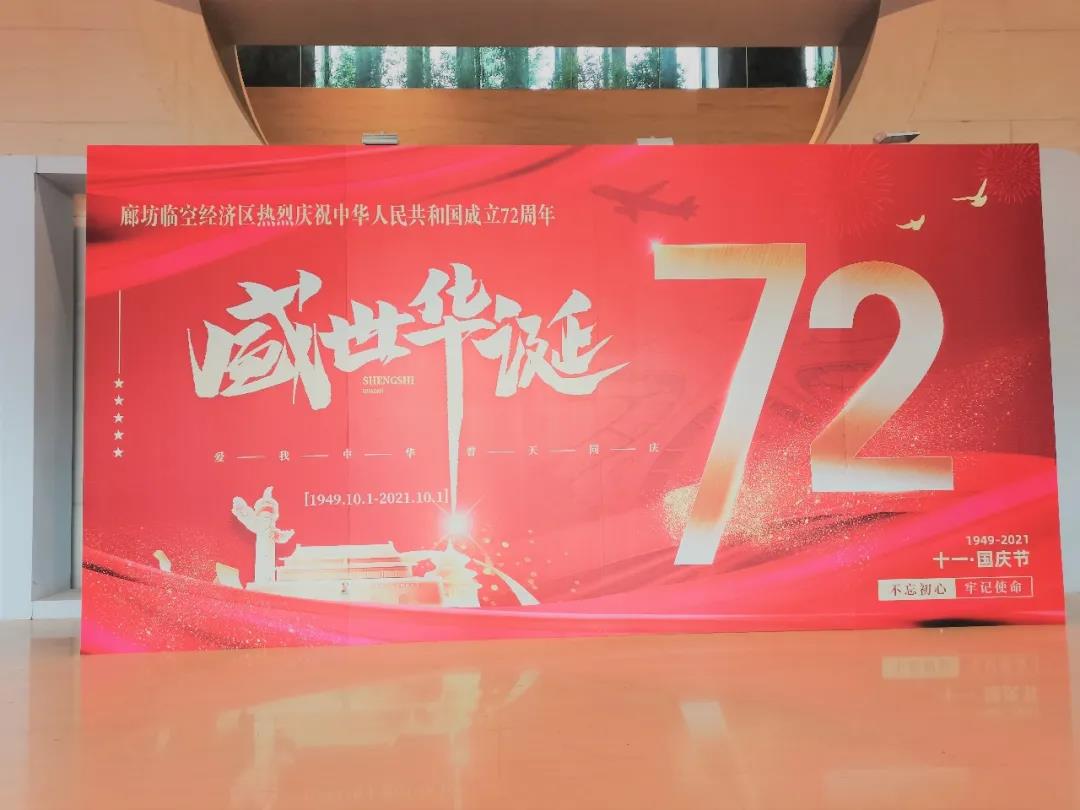 廊坊临空经济区热烈庆祝中华人民共和国成立72周年
盛世华诞
SHENGSHI
72
爱我中华普天同庆
[1949.10.1-2021.10.1]
1949-2021
十一·国庆节
不忘初心 牢记使命